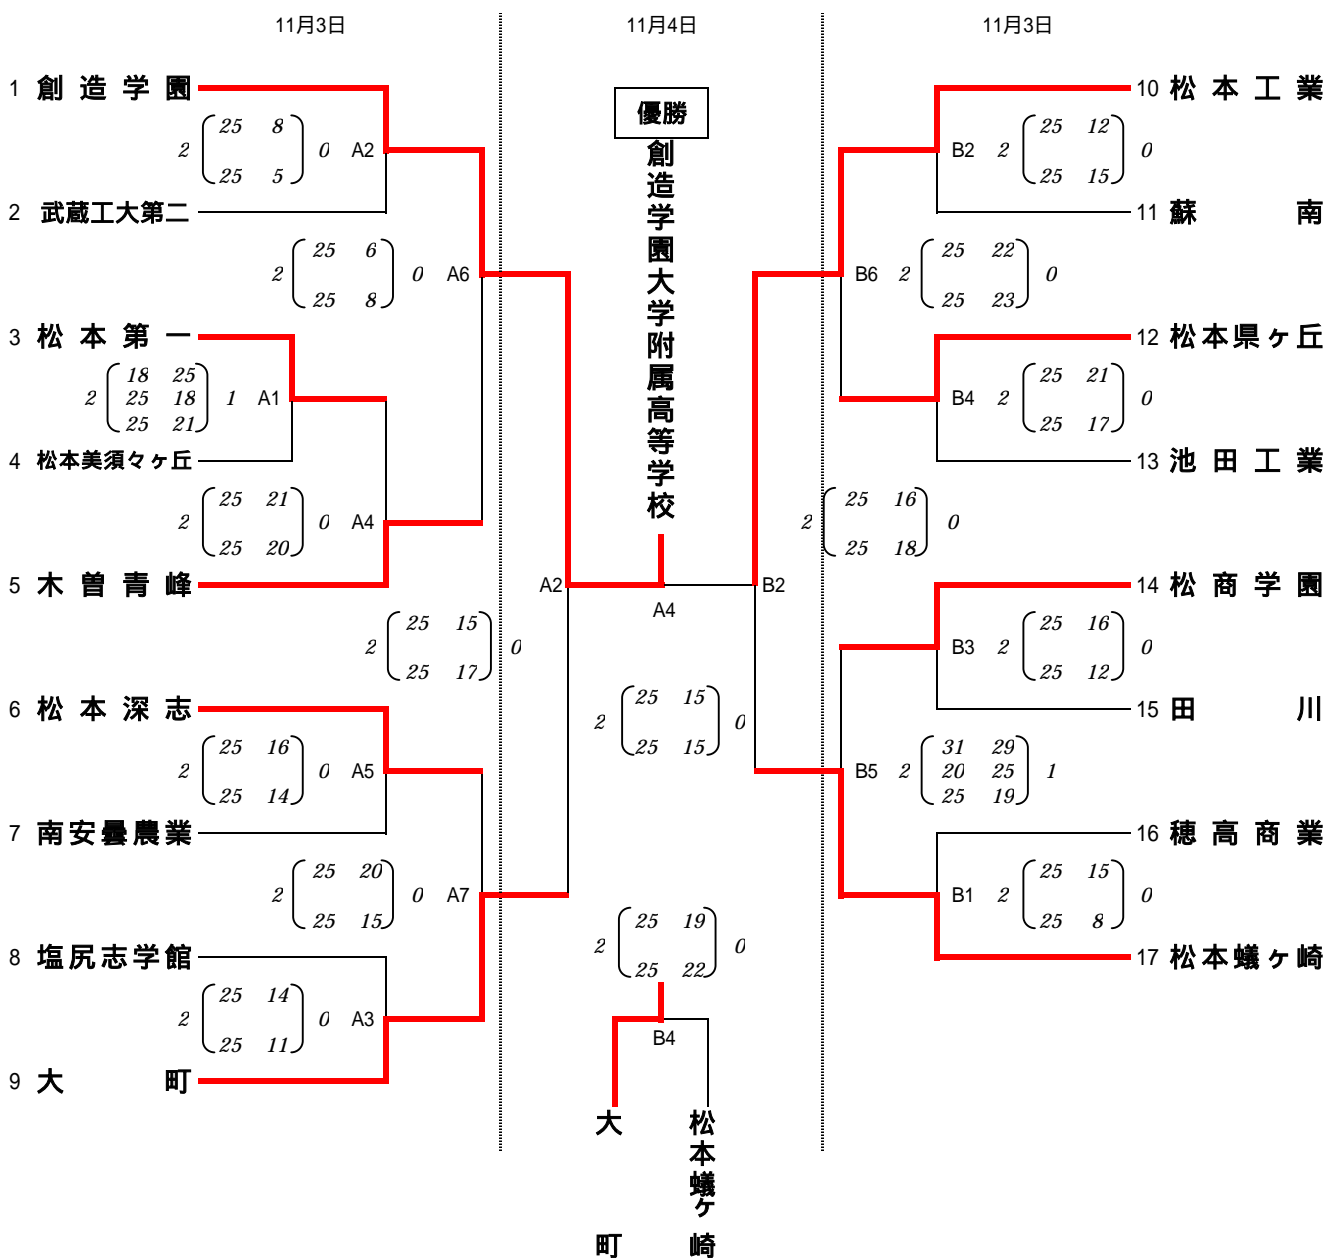 11月3日
11月4日
11月3日
優勝
創造学園大学附属高等学校
1 創造学園
2 25 8 0 A2
25 5
2 武蔵工大第二
2 25 6 0 A6
25 8
3 松本第一
18 25
2 25 18 1 A1
25 21
4 松本美須々ヶ丘
2 25 21 0 A4
25 20
5 木曽青峰
2 25 15 0 A2
25 17
6 松本深志
2 25 16 0 A5
25 14
7 南安曇農業
2 25 20 0 A7
25 15
8 塩尻志学館
2 25 14 0 A3
25 11
9 大町
A4
2 25 15 0
25 15
2 25 19 0
25 22
B4
大町
松本蟻ヶ崎
10 松本工業
B2 2 25 12 0
25 15
11 蘇南
B6 2 25 22 0
25 23
12 松本県ヶ丘
B4 2 25 21 0
25 17
13 池田工業
2 25 16 0
25 18
B2
14 松商学園
B3 2 25 16 0
25 12
15 田川
31 29
B5 2 20 25 1
25 19
16 穂高商業
B1 2 25 15 0
25 8
17 松本蟻ヶ崎